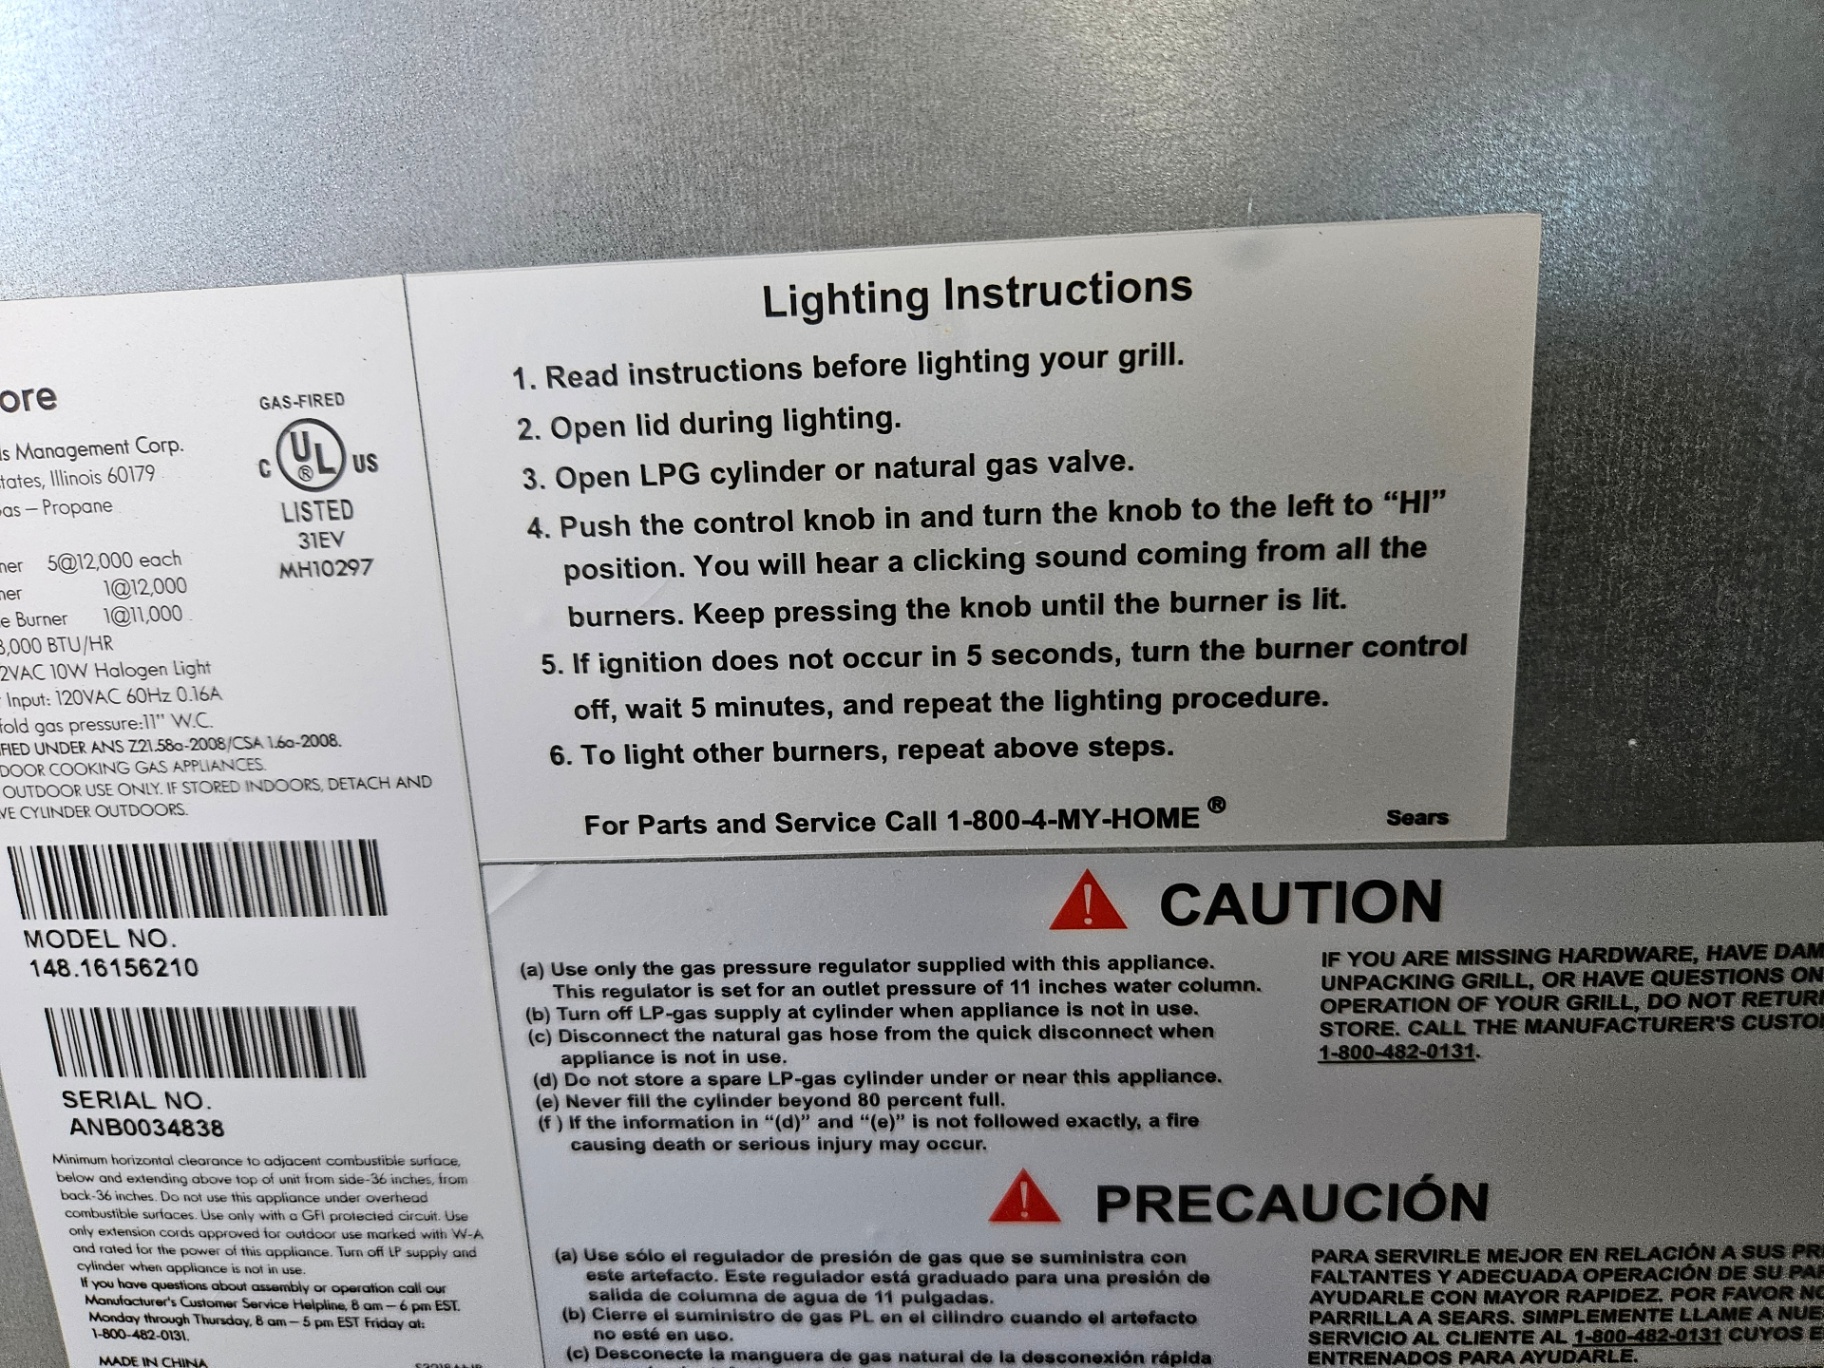 ore
GAS-FIRED
ls Management Corp.
tates, Illinois 60179
as – Propane
C UL ® US
LISTED
31EV
MH10297
ner 5@12,000 each
ner 1@12,000
e Burner 1@11,000
3,000 BTU/HR
2VAC 10W Halogen Light
Input: 120VAC 60Hz 0.16A
fold gas pressure:11" W.C.
FIED UNDER ANS Z21.58a-2008/CSA 1.6a-2008.
DOOR COOKING GAS APPLIANCES.
OUTDOOR USE ONLY. IF STORED INDOORS, DETACH AND
VE CYLINDER OUTDOORS.
MODEL NO.
148.16156210
SERIAL NO.
ANB0034838
Minimum horizontal clearance to adjacent combustible surface,
below and extending above top of unit from side-36 inches, from
back-36 inches. Do not use this appliance under overhead
combustible surfaces. Use only with a GFI protected circuit. Use
only extension cords approved for outdoor use marked with W-A
and rated for the power of this appliance. Turn off LP supply and
cylinder when appliance is not in use.
If you have questions about assembly or operation call our
Manufacturer's Customer Service Helpline, 8 am – 6 pm EST.
Monday through Thursday, 8 am – 5 pm EST Friday at:
1-800-482-0131.
MADE IN CHINA
Lighting Instructions
1. Read instructions before lighting your grill.
2. Open lid during lighting.
3. Open LPG cylinder or natural gas valve.
4. Push the control knob in and turn the knob to the left to “HI”
position. You will hear a clicking sound coming from all the
burners. Keep pressing the knob until the burner is lit.
5. If ignition does not occur in 5 seconds, turn the burner control
off, wait 5 minutes, and repeat the lighting procedure.
6. To light other burners, repeat above steps.
For Parts and Service Call 1-800-4-MY-HOME ® Sears
CAUTION
(a) Use only the gas pressure regulator supplied with this appliance.
This regulator is set for an outlet pressure of 11 inches water column.
(b) Turn off LP-gas supply at cylinder when appliance is not in use.
(c) Disconnect the natural gas hose from the quick disconnect when
appliance is not in use.
(d) Do not store a spare LP-gas cylinder under or near this appliance.
(e) Never fill the cylinder beyond 80 percent full.
(f ) If the information in “(d)” and “(e)” is not followed exactly, a fire
causing death or serious injury may occur.
IF YOU ARE MISSING HARDWARE, HAVE DAM
UNPACKING GRILL, OR HAVE QUESTIONS ON
OPERATION OF YOUR GRILL, DO NOT RETUR
STORE. CALL THE MANUFACTURER'S CUSTO
1-800-482-0131.
PRECAUCIÓN
(a) Use sólo el regulador de presión de gas que se suministra con
este artefacto. Este regulador está graduado para una presión de
salida de columna de agua de 11 pulgadas.
(b) Cierre el suministro de gas PL en el cilindro cuando el artefacto
no esté en uso.
(c) Desconecte la manguera de gas natural de la desconexión rápida
PARA SERVIRLE MEJOR EN RELACIÓN A SUS PR
FALTANTES Y ADECUADA OPERACIÓN DE SU PAR
AYUDARLE CON MAYOR RAPIDEZ. POR FAVOR NO
PARRILLA A SEARS. SIMPLEMENTE LLAME A NUE
SERVICIO AL CLIENTE AL 1-800-482-0131 CUYOS E
ENTRENADOS PARA AYUDARLE.